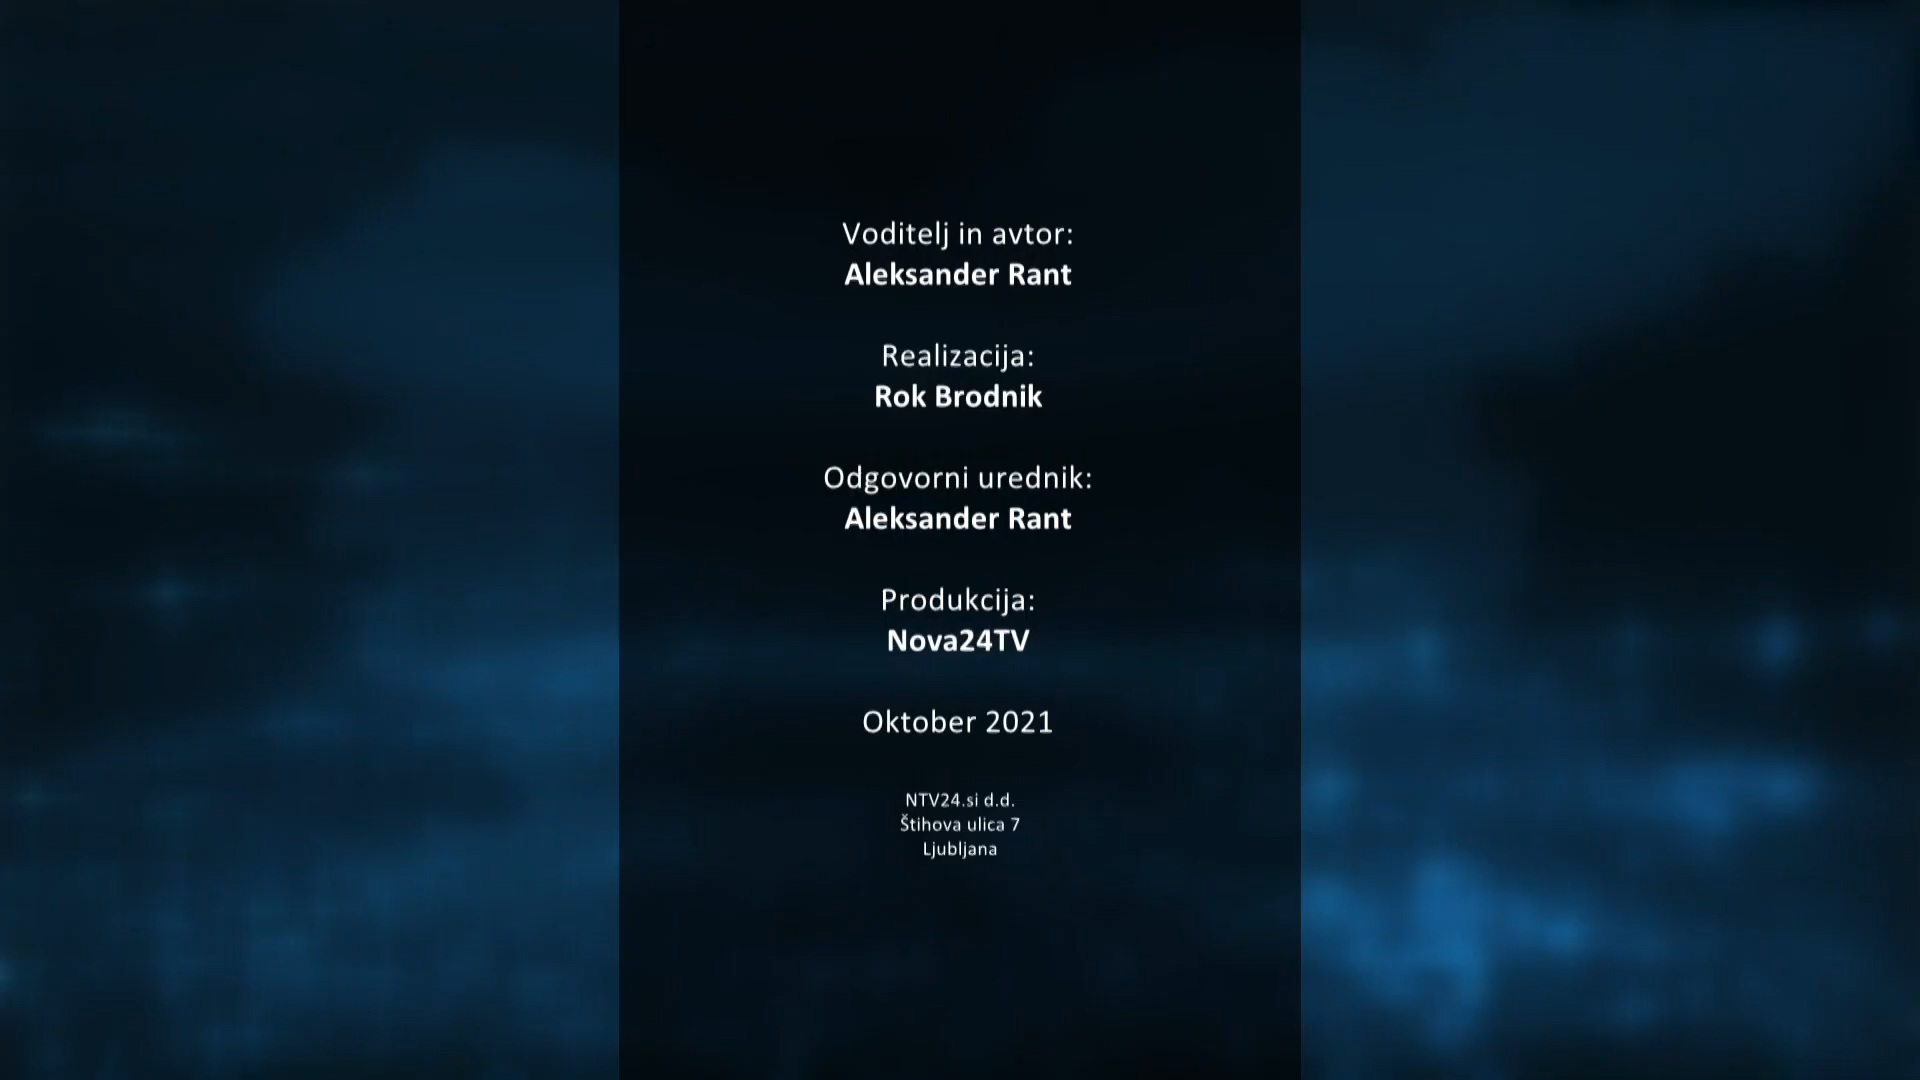 Voditelj in avtor:
Aleksander Rant
Realizacija:
Rok Brodnik
Odgovorni urednik:
Aleksander Rant
Produkcija:
Nova24TV
Oktober 2021
NTV24.si d.d.
Štihova ulica 7
Ljubljana